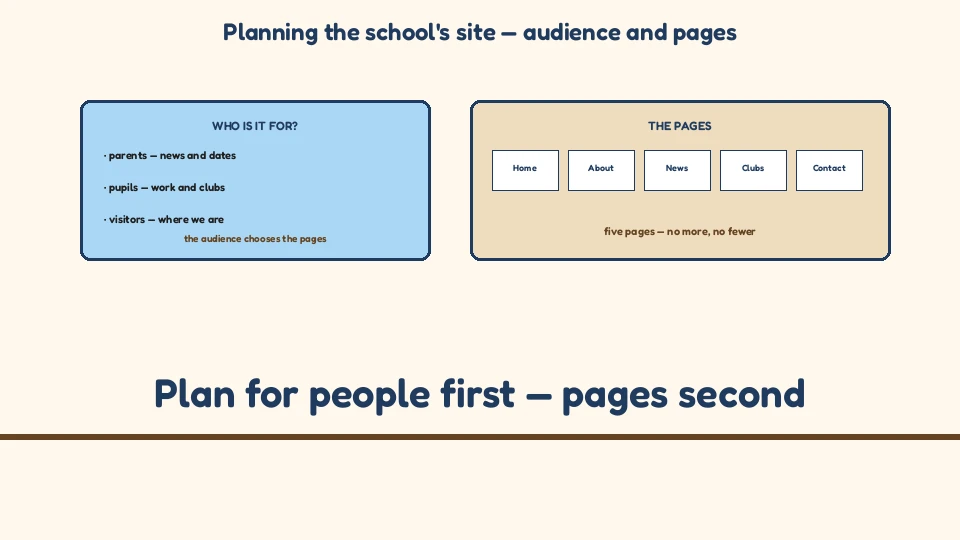 Planning the school's site — audience and pages
WHO IS IT FOR?
· parents — news and dates
· pupils — work and clubs
· visitors — where we are
the audience chooses the pages
THE PAGES
Home
About
News
Clubs
Contact
five pages — no more, no fewer
Plan for people first — pages second